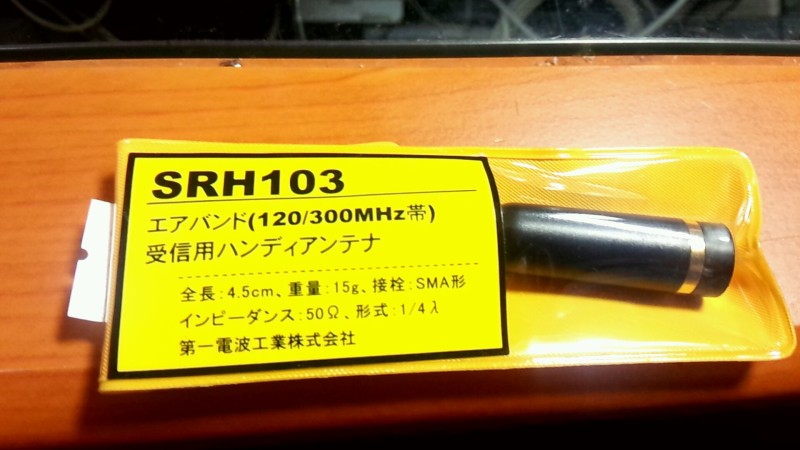 SRH103
エアバンド(120/300MHz帯)
受信用ハンディアンテナ
全長:4.5cm、重量:15g、接栓:SMA形
インピーダンス:50Ω、形式:1/4λ
第一電波工業株式会社